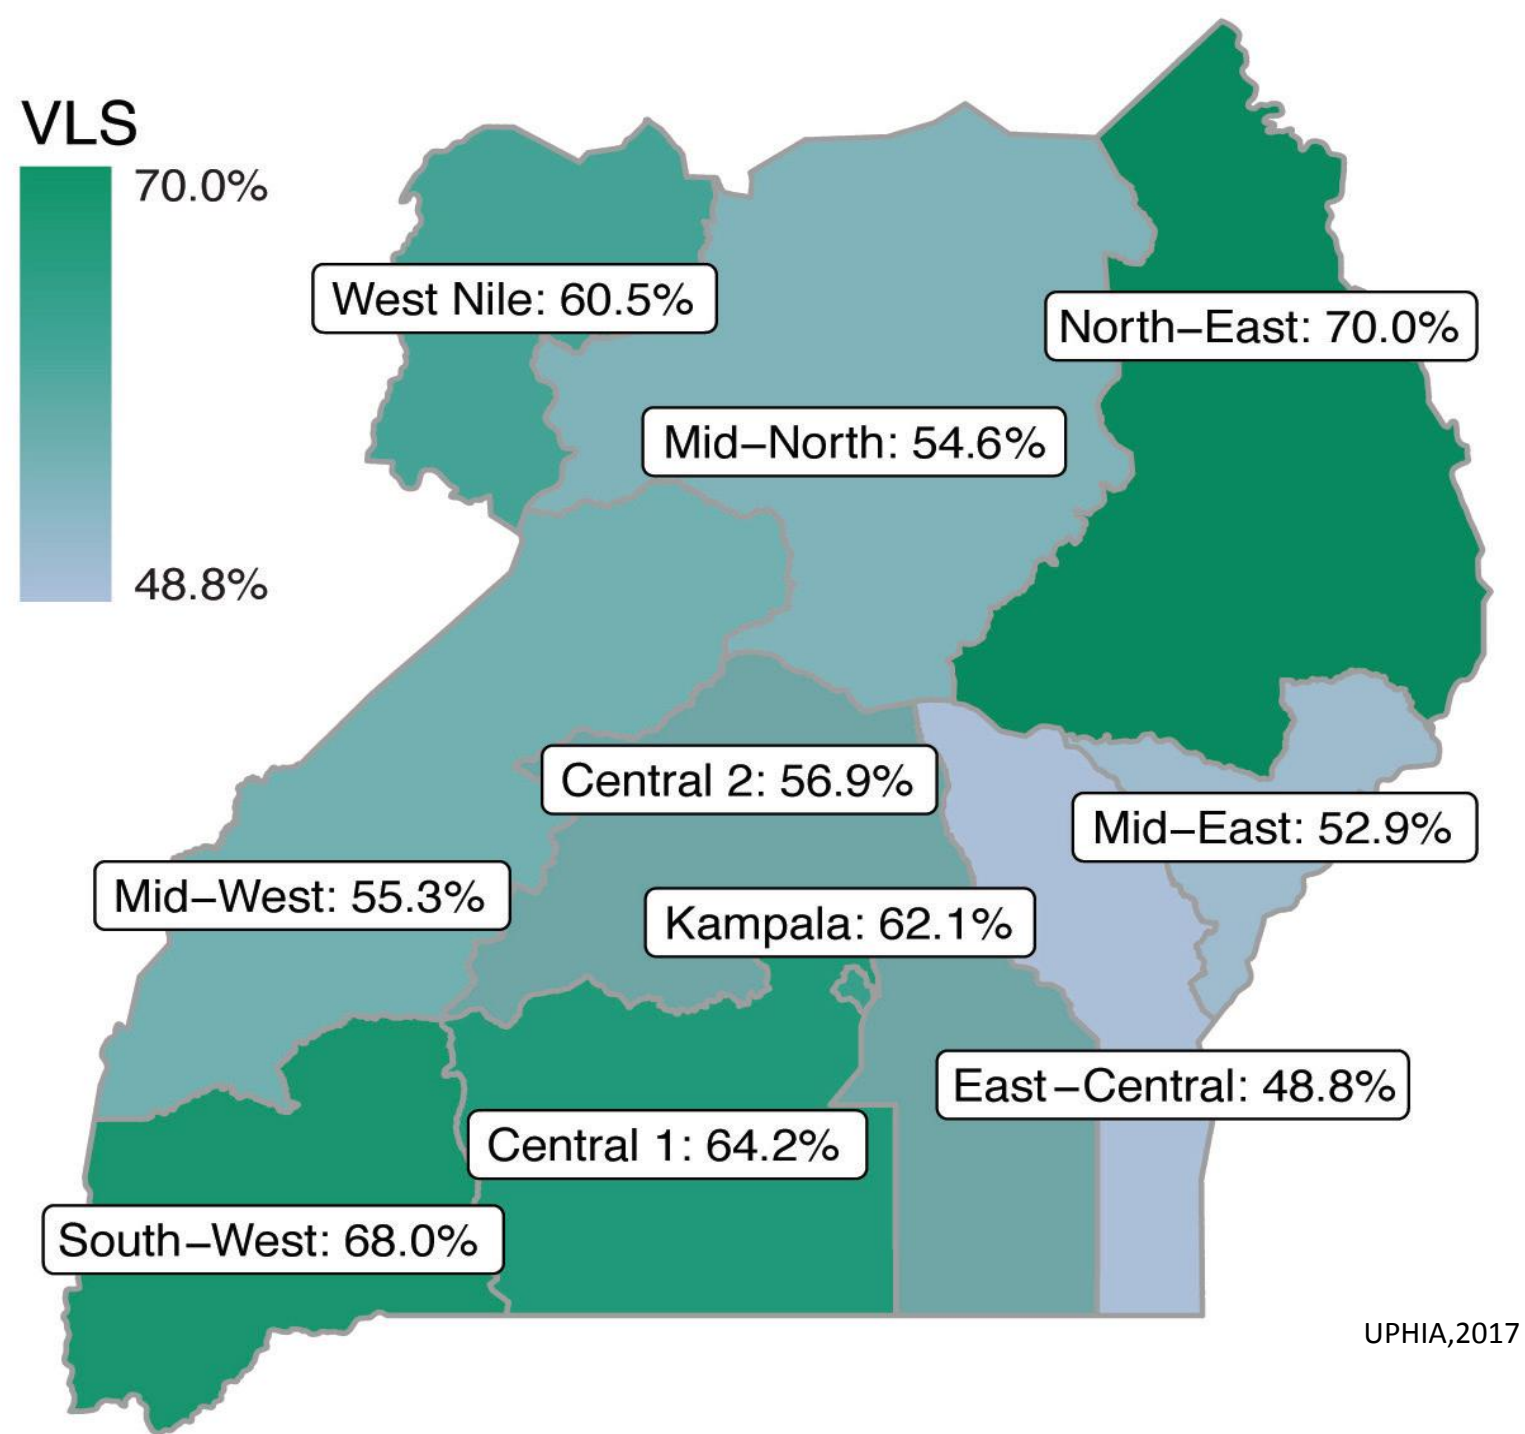 VLS
70.0%
48.8%
West Nile: 60.5%
North–East: 70.0%
Mid–North: 54.6%
Central 2: 56.9%
Mid–East: 52.9%
Mid–West: 55.3%
Kampala: 62.1%
East–Central: 48.8%
Central 1: 64.2%
South–West: 68.0%
UPHIA,2017